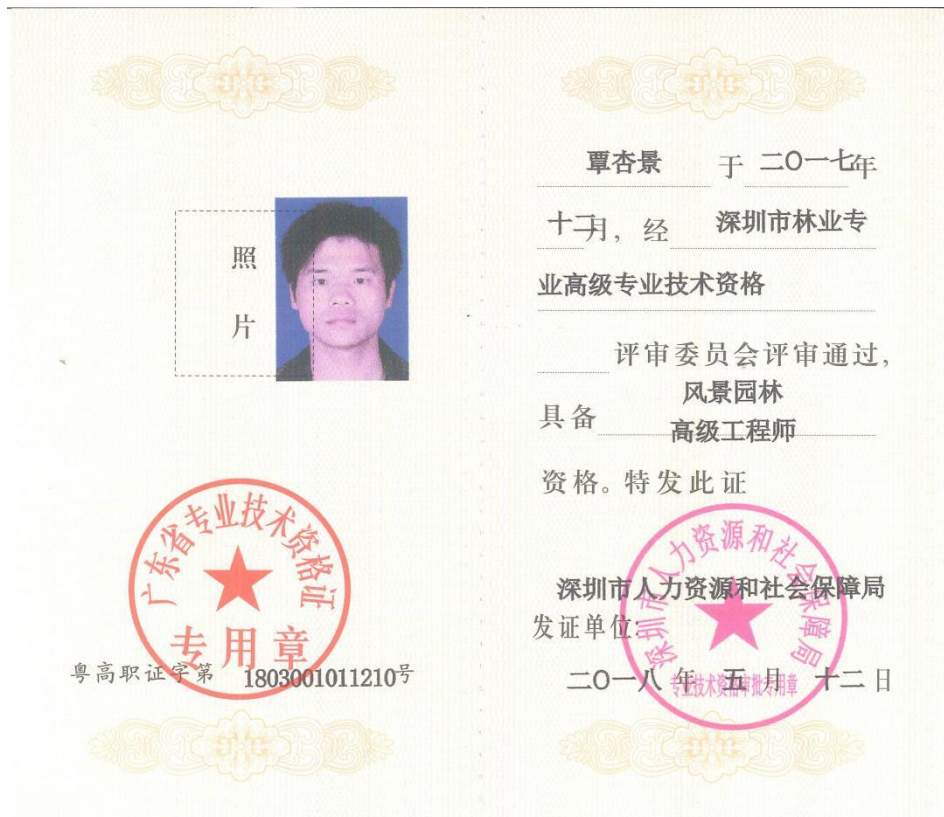 照
片
广东省专业技术资格证
专用章
粤高职证字第 1803001011210号
覃杏景 于 二〇一七年
十二月，经 深圳市林业专
业高级专业技术资格
评审委员会评审通过，
风景园林
具备
高级工程师
资格。特发此证
深圳市人力资源和社会保障局
深圳市人力资源和社会保障局
发证单位:
专业技术资格审批专用章
二〇一八年 五月 十二日